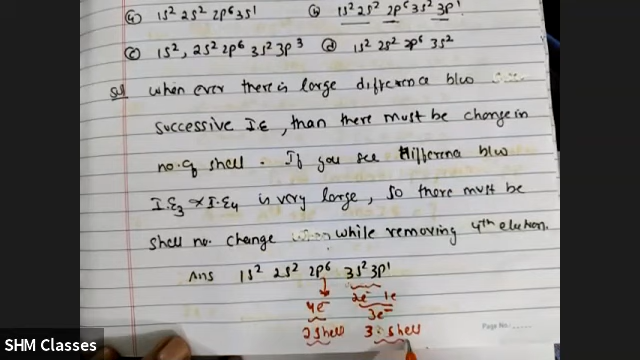 (a) 1s² 2s² 2p⁶ 3s¹ (b) 1s² 2s² 2p⁶ 3s² 3p¹
(c) 1s², 2s² 2p⁶ 3s² 3p³ (d) 1s² 2s² 2p⁶ 3s²
Sol when ever there is large difference b/w
successive I.E, than there must be change in
no. of shell. If you see difference b/w
I.E₃ & I.E₄ is very large, so there must be
shell no. change while removing 4th electron.
Ans 1s² 2s² 2p⁶ 3s² 3p¹
2e⁻ 1e
4e⁻ 3e⁻
2 shell 3. shell
Page No.:
SHM Classes